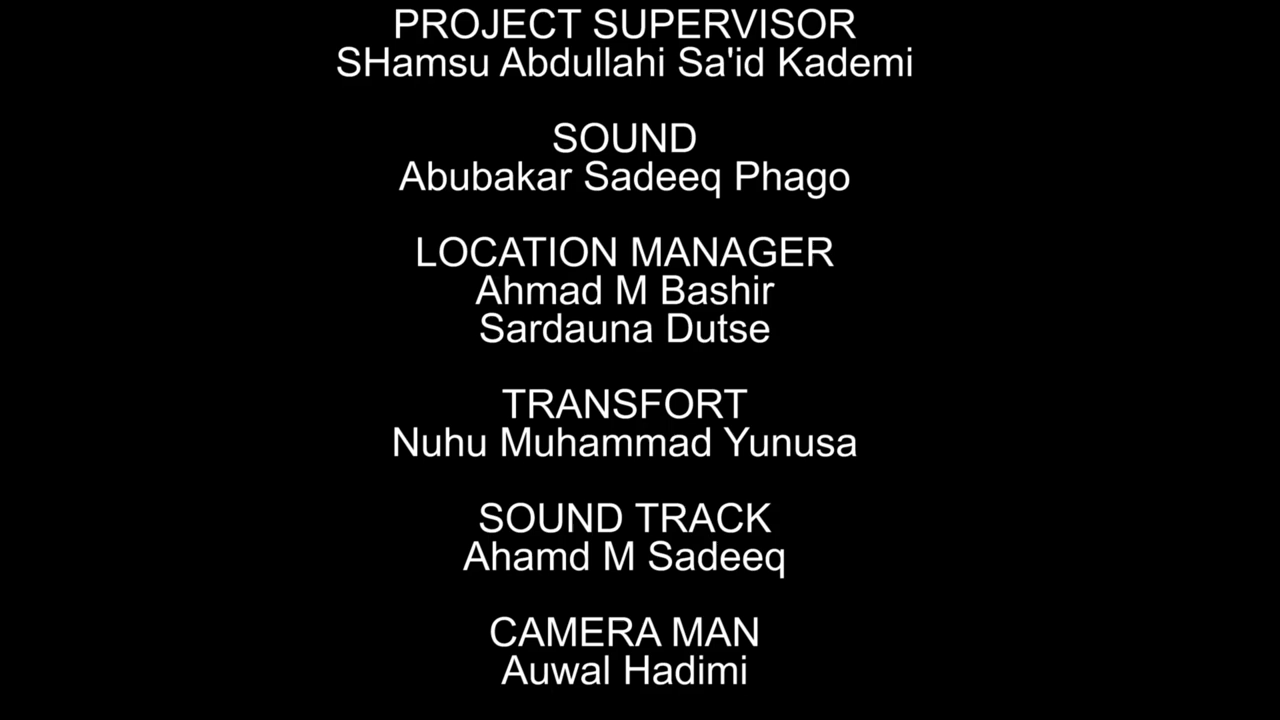 PROJECT SUPERVISOR
SHamsu Abdullahi Sa'id Kademi
SOUND
Abubakar Sadeeq Phago
LOCATION MANAGER
Ahmad M Bashir
Sardauna Dutse
TRANSFORT
Nuhu Muhammad Yunusa
SOUND TRACK
Ahamd M Sadeeq
CAMERA MAN
Auwal Hadimi